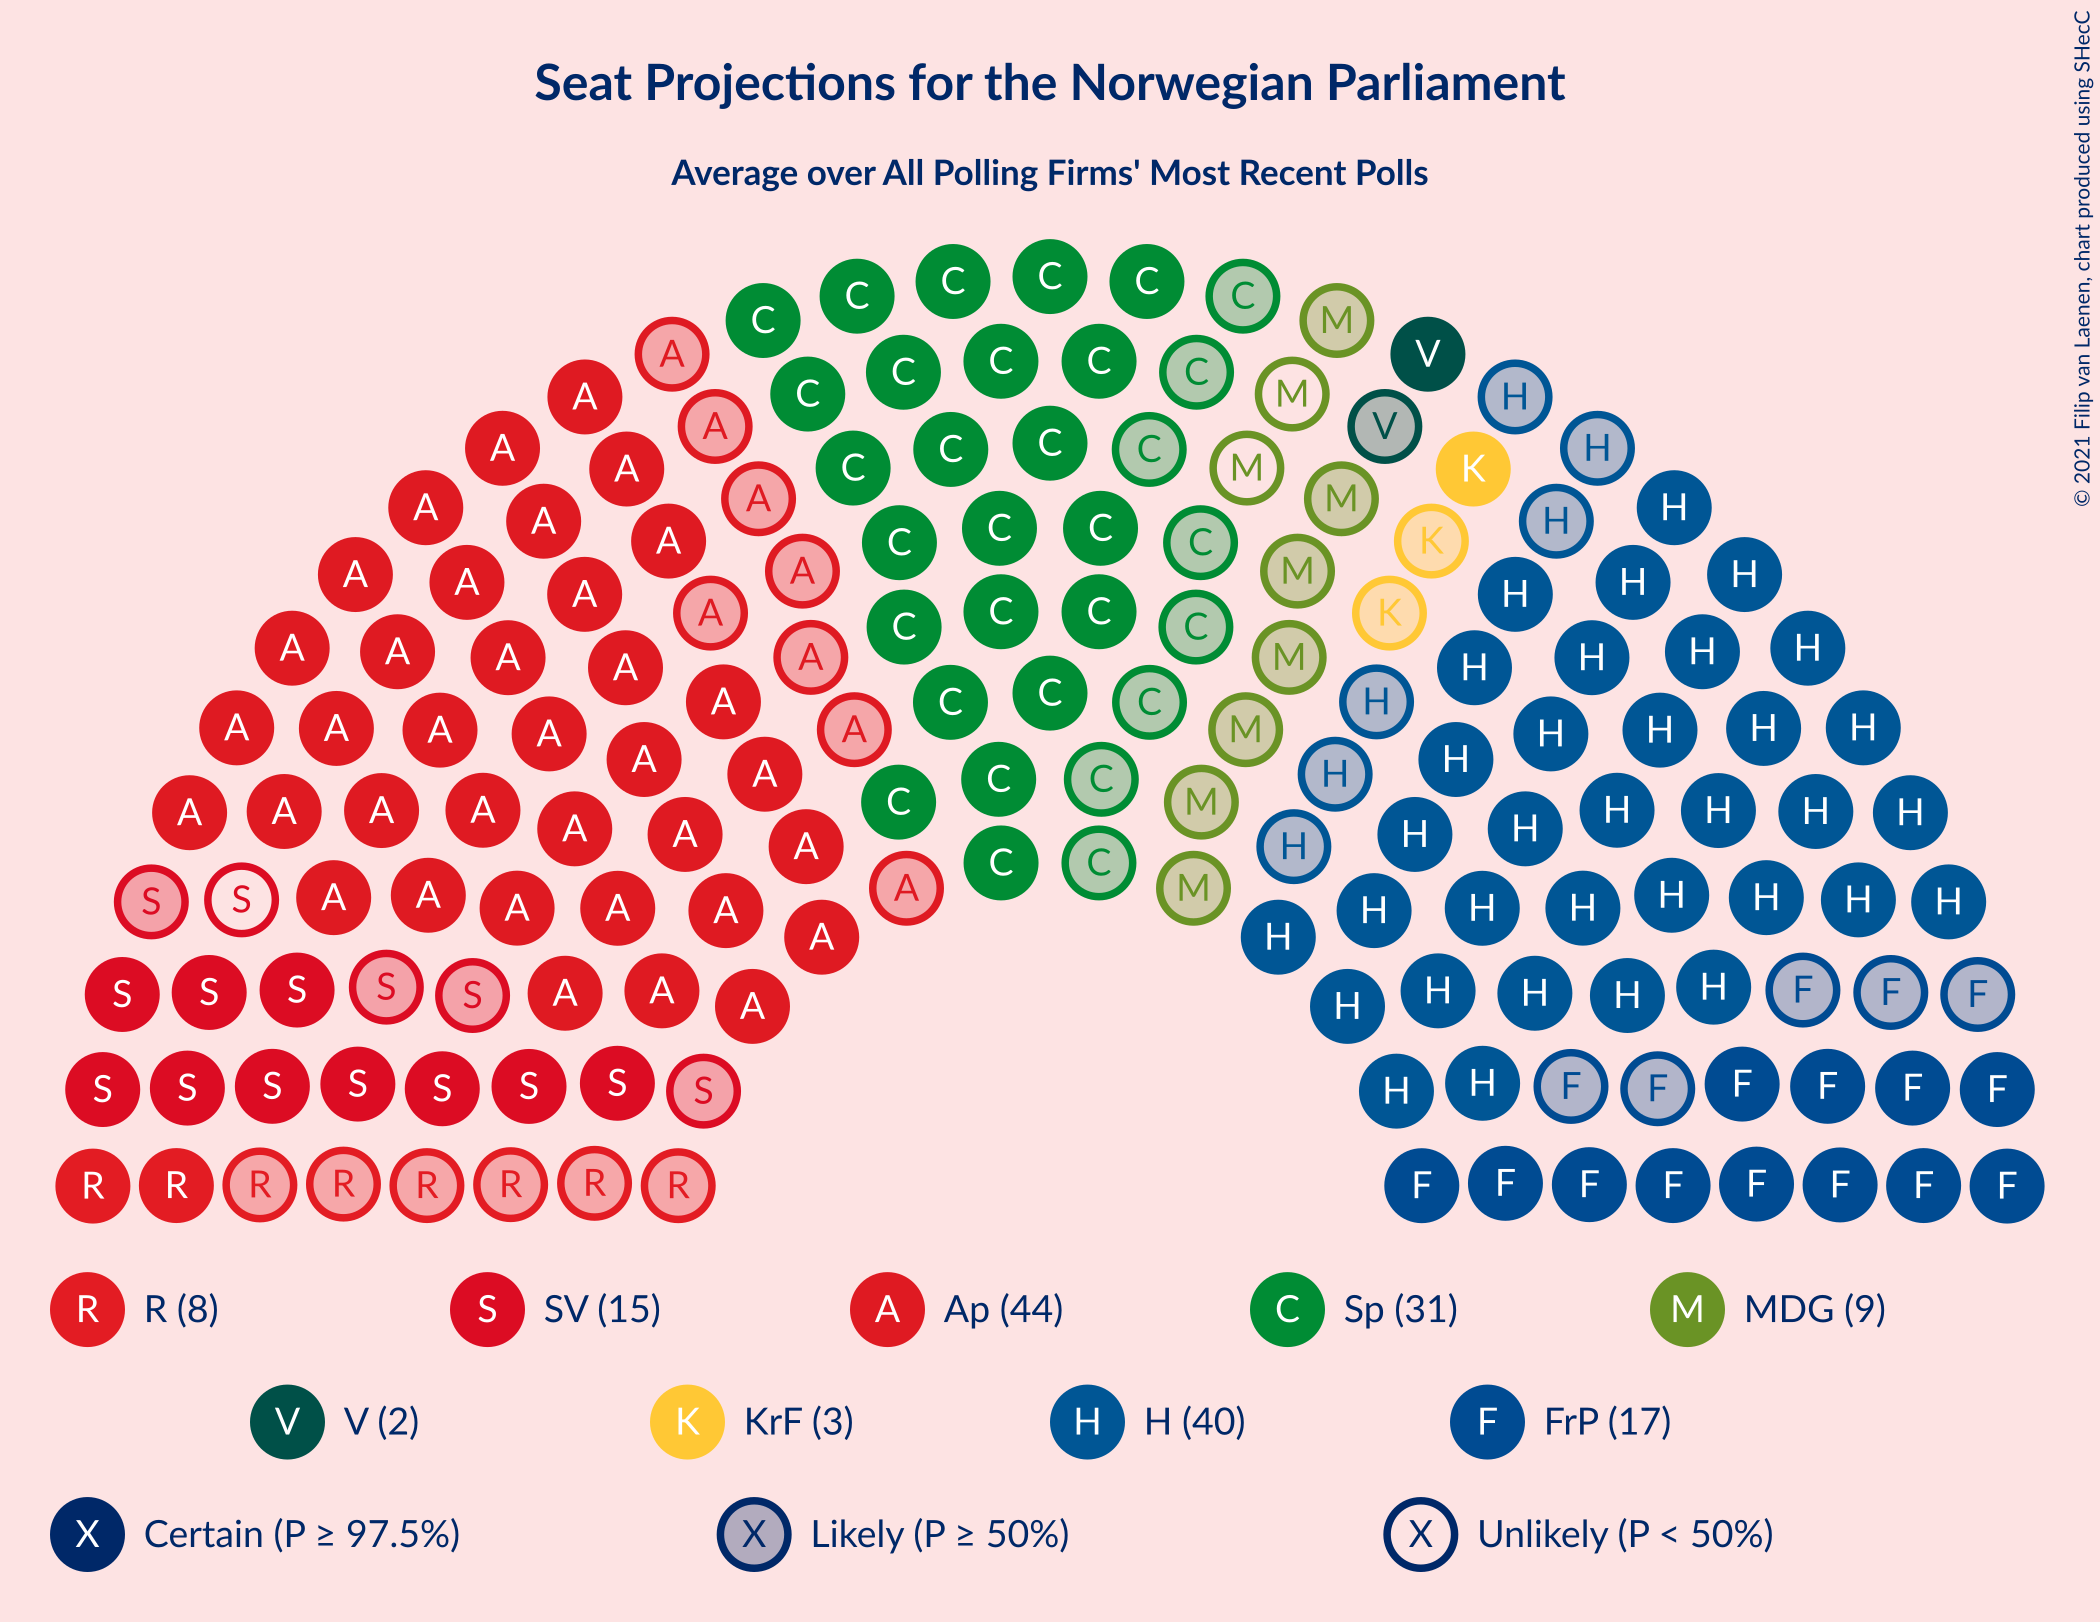 Seat Projections for the Norwegian Parliament
Average over All Polling Firms' Most Recent Polls
© 2021 Filip van Laenen, chart produced using SHecC
C C C C C
C M
A C C V
C C
A C M H
A V
A C C C H
A C M K
A A M H
A C C H
A C C K
A A M H
A A H H
A C C C C K
A A A A A M H H H H
A C C C H
A A A A A M H H H H
A A C C H H
A A A A A A C M H H H H H H
A C C H
S S A A A A A A M H H H H H H H
A H
S S S S S A A A H H H H H F F F
S S S S S S S S H H F F F F F F
R R R R R R R R F F F F F F F F
R R (8) S SV (15) A Ap (44) C Sp (31) M MDG (9)
V V (2) K KrF (3) H H (40) F FrP (17)
X Certain (P ≥ 97.5%) X Likely (P ≥ 50%) X Unlikely (P < 50%)